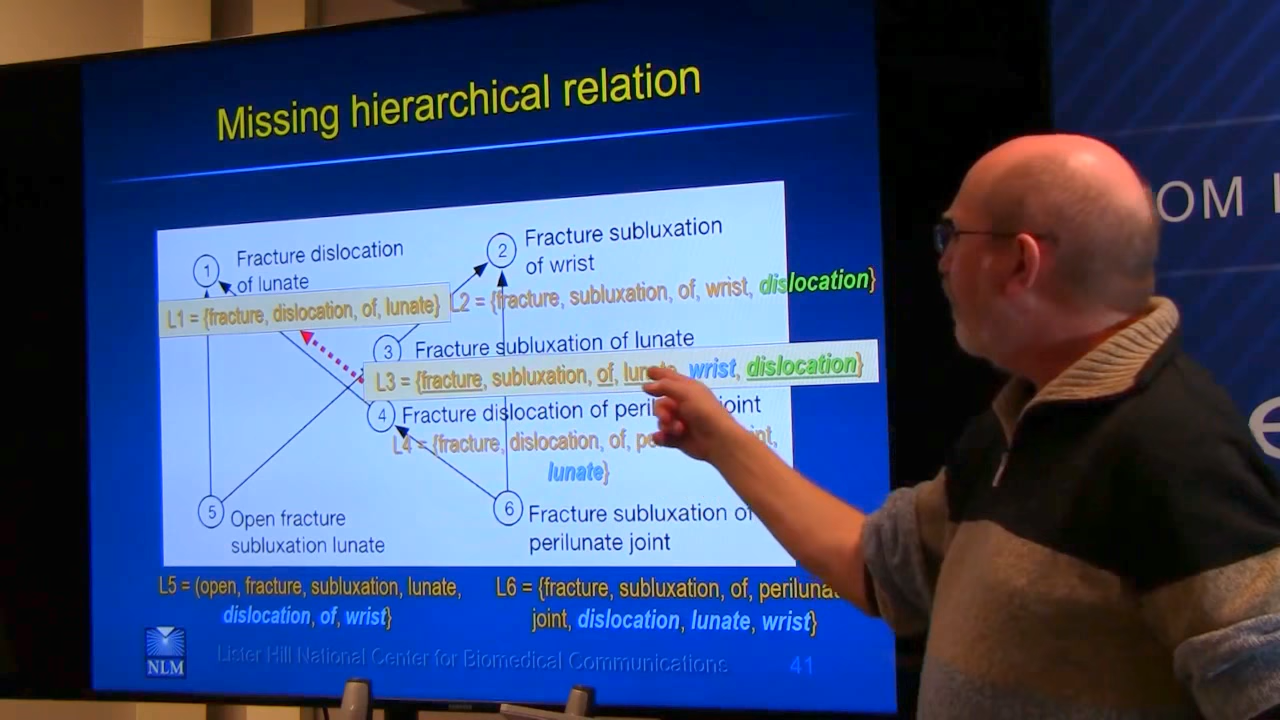 Missing hierarchical relation
1
Fracture dislocation
of lunate
2
Fracture subluxation
of wrist
L1 = {fracture, dislocation, of, lunate}
L2 = {fracture, subluxation, of, wrist, dislocation}
3
Fracture subluxation of lunate
L3 = {fracture, subluxation, of, wrist, dislocation}
4
Fracture dislocation of joint
L4 = {fracture, dislocation, of,
lunate}
5
Open fracture
subluxation lunate
6
Fracture subluxation of
perilunate joint
L5 = (open, fracture, subluxation, lunate,
dislocation, of, wrist}
L6 = {fracture, subluxation, of,
joint, dislocation, lunate, wrist}
NLM
Lister Hill National Center for Biomedical Communications
41
OM